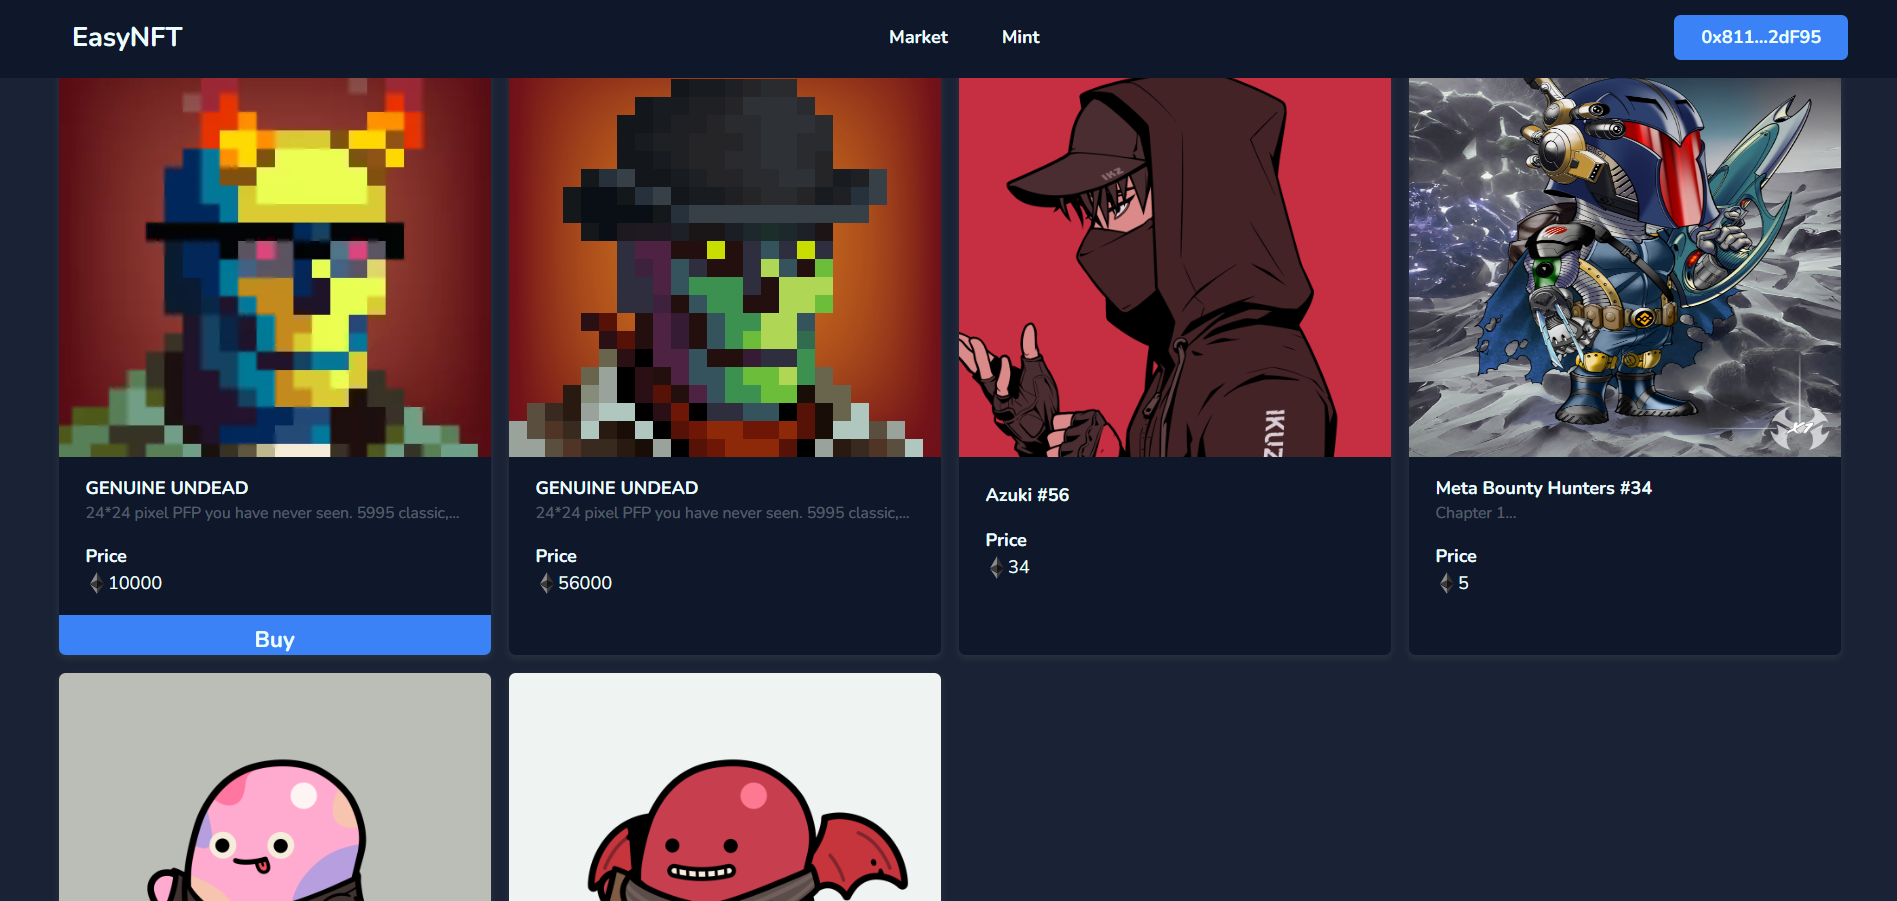 EasyNFT
Market
Mint
0x811...2dF95
IKZ
IKUZ
GENUINE UNDEAD
24*24 pixel PFP you have never seen. 5995 classic,...
Price
10000
Buy
GENUINE UNDEAD
24*24 pixel PFP you have never seen. 5995 classic,...
Price
56000
Azuki #56
Price
34
Meta Bounty Hunters #34
Chapter 1...
Price
5